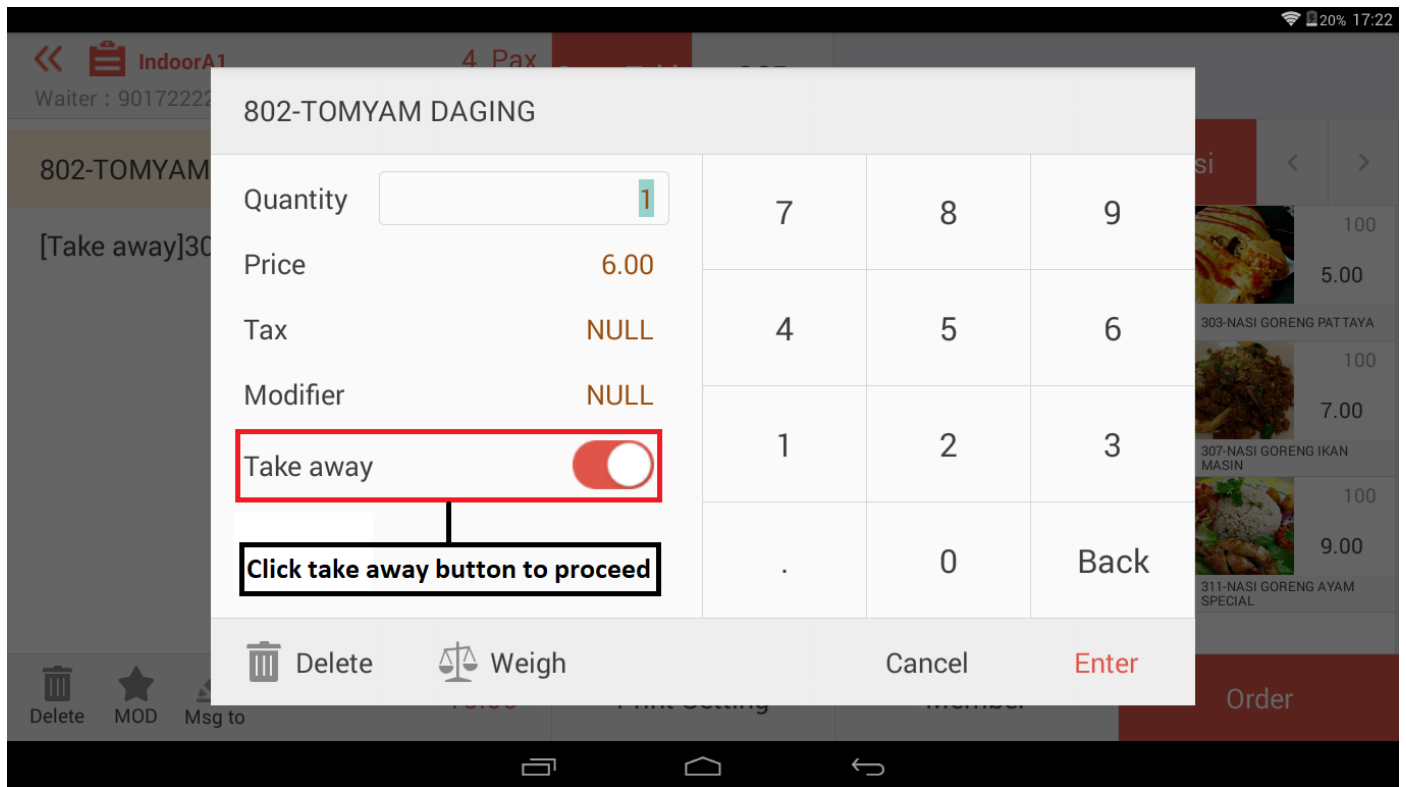 20% 17:22
IndoorA1
4 Pax
Waiter : 90172222
802-TOMYAM DAGING
802-TOMYAM
[Take away]30
Quantity 1
Price 6.00
Tax NULL
Modifier NULL
Take away
Click take away button to proceed
7 8 9
4 5 6
1 2 3
. 0 Back
Delete Weigh Cancel Enter
si < >
100
5.00
303-NASI GORENG PATTAYA
100
7.00
307-NASI GORENG IKAN
MASIN
100
9.00
311-NASI GORENG AYAM
SPECIAL
Delete MOD Msg to
Print Setting Member Order